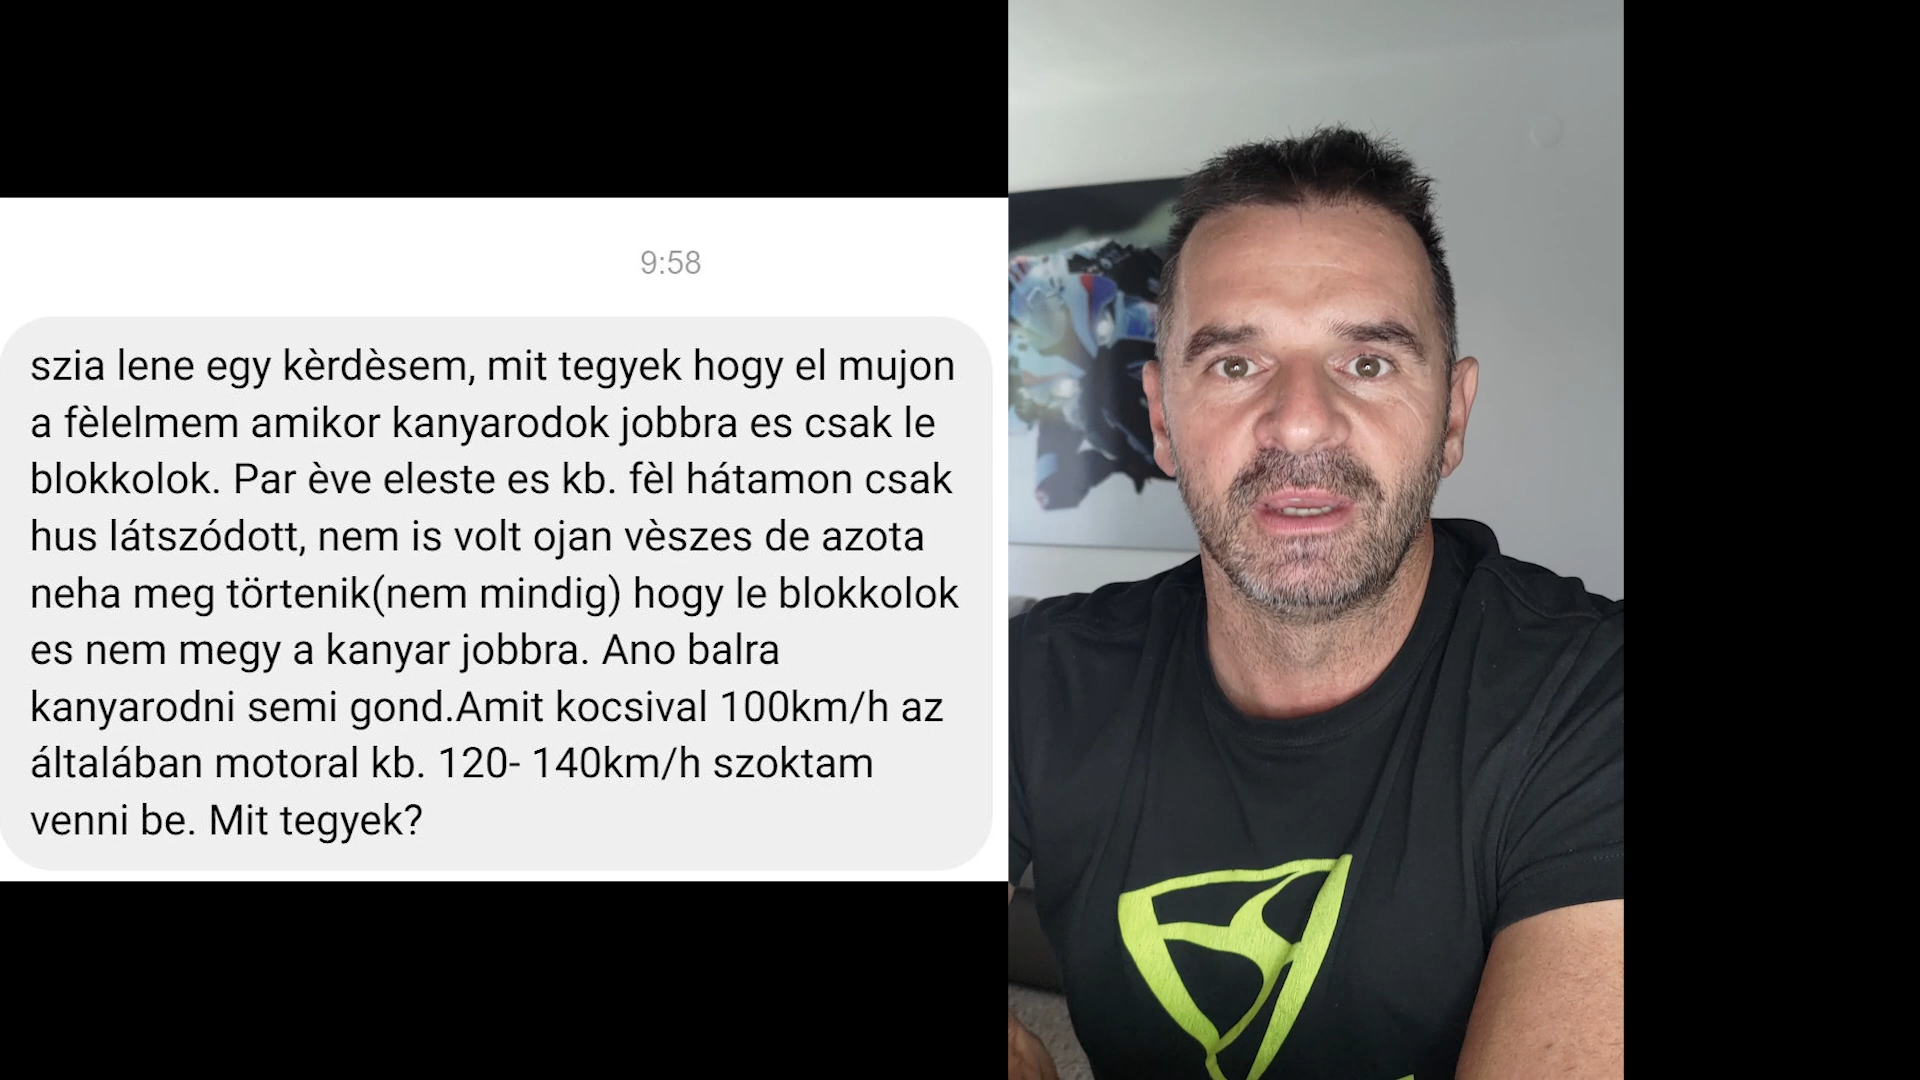 9:58
szia lene egy kèrdèsem, mit tegyek hogy el mujon
a fèlelmem amikor kanyarodok jobbra es csak le
blokkolok. Par ève eleste es kb. fèl hátamon csak
hus látszódott, nem is volt ojan vèszes de azota
neha meg törtenik(nem mindig) hogy le blokkolok
es nem megy a kanyar jobbra. Ano balra
kanyarodni semi gond.Amit kocsival 100km/h az
általában motoral kb. 120- 140km/h szoktam
venni be. Mit tegyek?